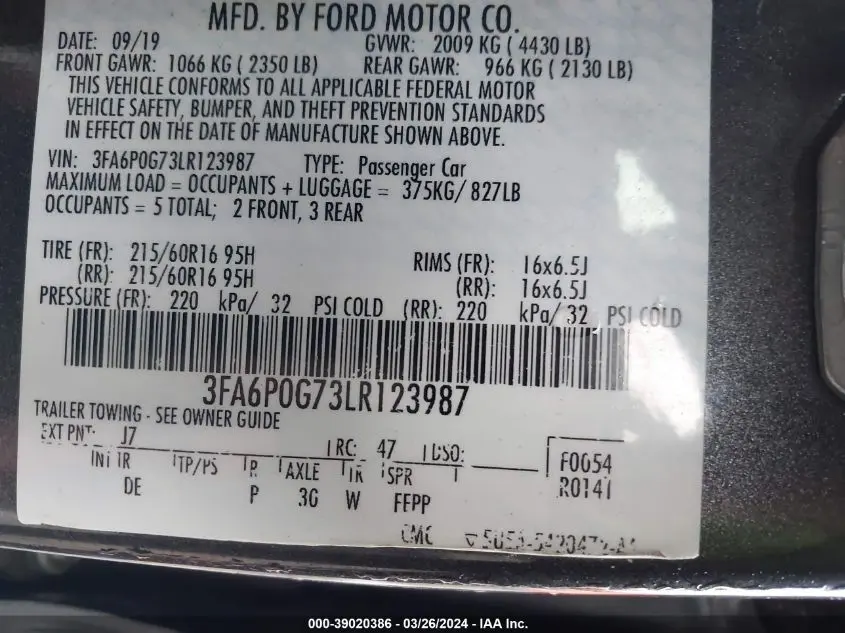 MFD. BY FORD MOTOR CO.
DATE: 09/19 GVWR: 2009 KG ( 4430 LB)
FRONT GAWR: 1066 KG ( 2350 LB) REAR GAWR: 966 KG ( 2130 LB)
THIS VEHICLE CONFORMS TO ALL APPLICABLE FEDERAL MOTOR
VEHICLE SAFETY, BUMPER, AND THEFT PREVENTION STANDARDS
IN EFFECT ON THE DATE OF MANUFACTURE SHOWN ABOVE.
VIN: 3FA6P0G73LR123987 TYPE: Passenger Car
MAXIMUM LOAD = OCCUPANTS + LUGGAGE = 375KG/ 827LB
OCCUPANTS = 5 TOTAL; 2 FRONT, 3 REAR
TIRE (FR): 215/60R16 95H RIMS (FR): 16x6.5J
(RR): 215/60R16 95H (RR): 16x6.5J
PRESSURE (FR): 220 kPa/ 32 PSI COLD (RR): 220 kPa/ 32 PSI COLD
3FA6P0G73LR123987
TRAILER TOWING - SEE OWNER GUIDE
EXT PNT: J7 RC: 47 DSO: F0054
INT TR TP/PS R AXLE TR SPR R0141
DE P 3G W FFPP
CMC
000-39020386 - 03/26/2024 - IAA Inc.